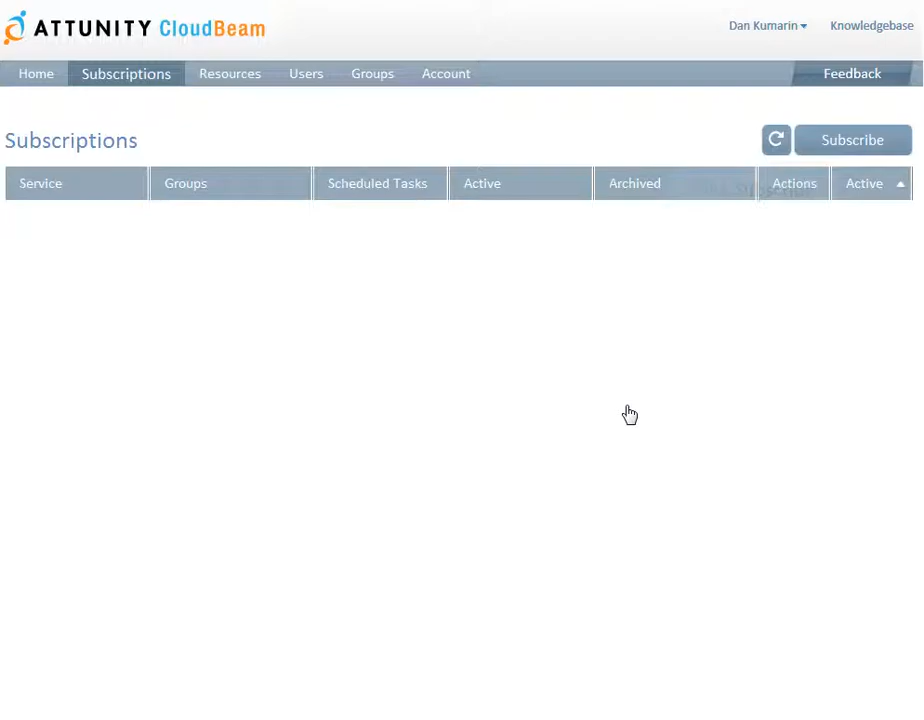 ATTUNITY CloudBeam
Dan Kumarin
Knowledgebase
Home
Subscriptions
Resources
Users
Groups
Account
Feedback
Subscriptions
Subscribe
Service
Groups
Scheduled Tasks
Active
Archived
Actions
Active